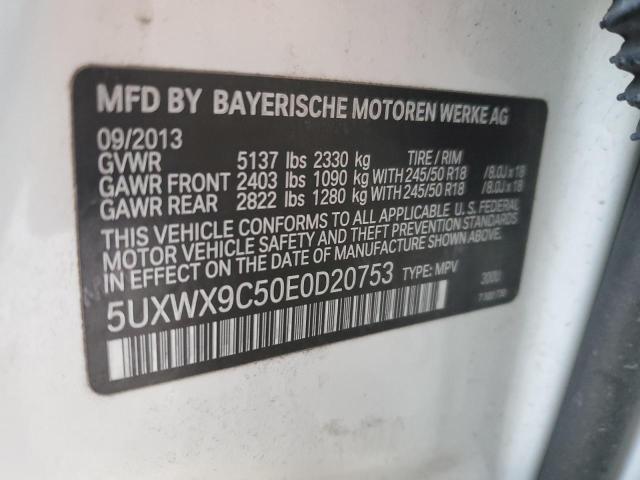 MFD BY BAYERISCHE MOTOREN WERKE AG
09/2013
GVWR 5137 lbs 2330 kg TIRE / RIM
GAWR FRONT 2403 lbs 1090 kg WITH 245/50 R18 /8.0J x 18
GAWR REAR 2822 lbs 1280 kg WITH 245/50 R18 /8.0J x 18
THIS VEHICLE CONFORMS TO ALL APPLICABLE U. S. FEDERAL
MOTOR VEHICLE SAFETY AND THEFT PREVENTION STANDARDS
IN EFFECT ON THE DATE OF MANUFACTURE SHOWN ABOVE.
5UXWX9C50E0D20753 TYPE: MPV